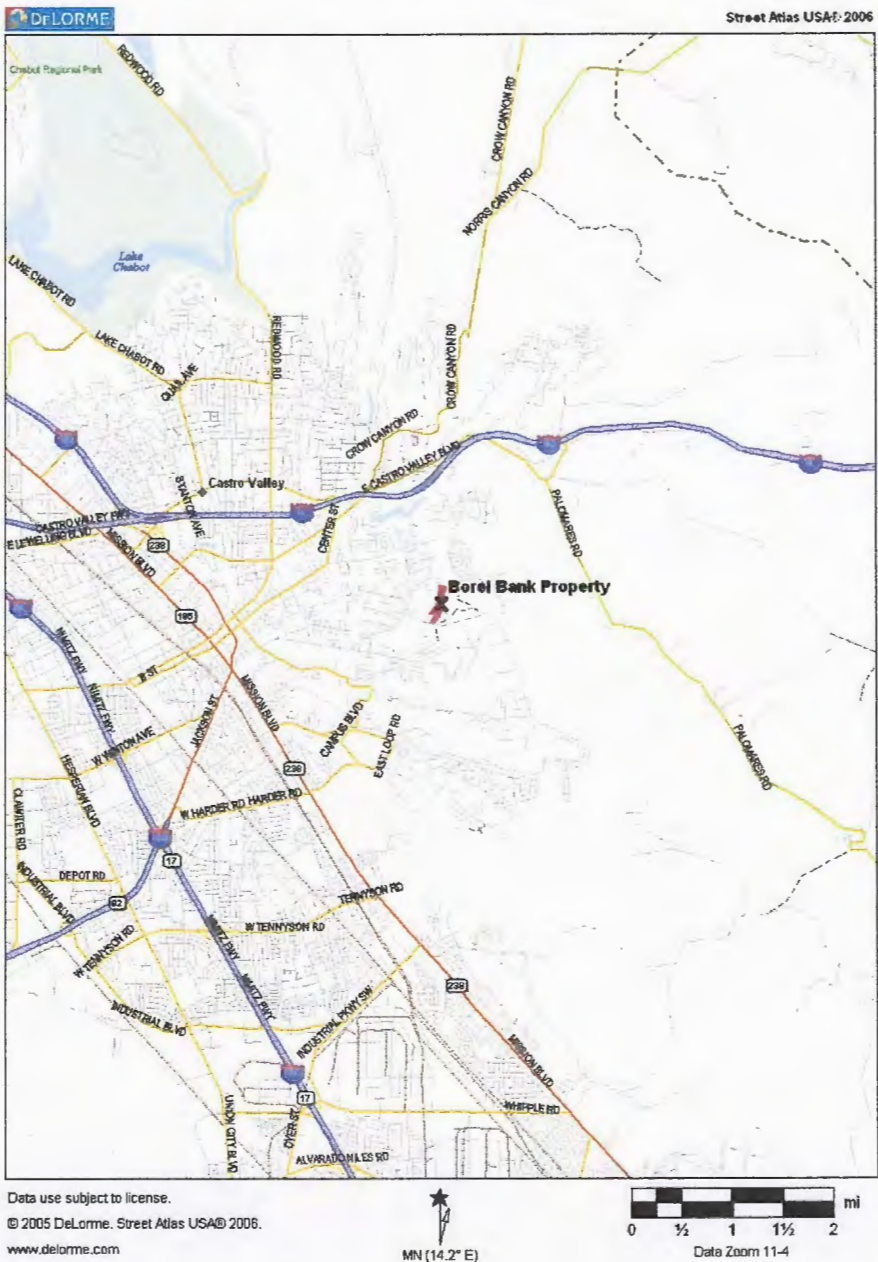 DELORME
Street Atlas USA® 2006
Chabot Regional Park
REDWOOD RD
CROW CANYON RD
NORRIS CANYON RD
Lake
Chabot
LAKE CHABOT RD
LAKE CHABOT RD
QUAIL AVE
REDWOOD RD
CROW CANYON RD
CROW CANYON RD
E CASTRO VALLEY BLVD
Castro Valley
STANTON AVE
CASTRO VALLEY FWY
E LEWELLING BLVD
CENTER ST
PALOMARES RD
238
MISSION BLVD
185
Borel Bank Property
NIMITZ FWY
NIMITZ FWY
B ST
JACKSON ST
MISSION BLVD
CAMPUS BLVD
EAST LOOP RD
W WINTON AVE
HESPERIAN BLVD
238
PALOMARES RD
CLAWITER RD
W HARDER RD HARDER RD
17
DEPOT RD
INDUSTRIAL BLVD
92
TENNYSON RD
W TENNYSON RD
W TENNYSON RD
NIMITZ FWY
NIMITZ FWY
238
INDUSTRIAL BLVD
INDUSTRIAL PKWY SW
MISSION BLVD
17
WHIPPLE RD
UNION CITY BLVD
DYER ST
ALVARADO NILES RD
Data use subject to license.
© 2005 DeLorme. Street Atlas USA® 2006.
www.delorme.com
MN (14.2° E)
mi
0 ½ 1 1½ 2
Data Zoom 11-4